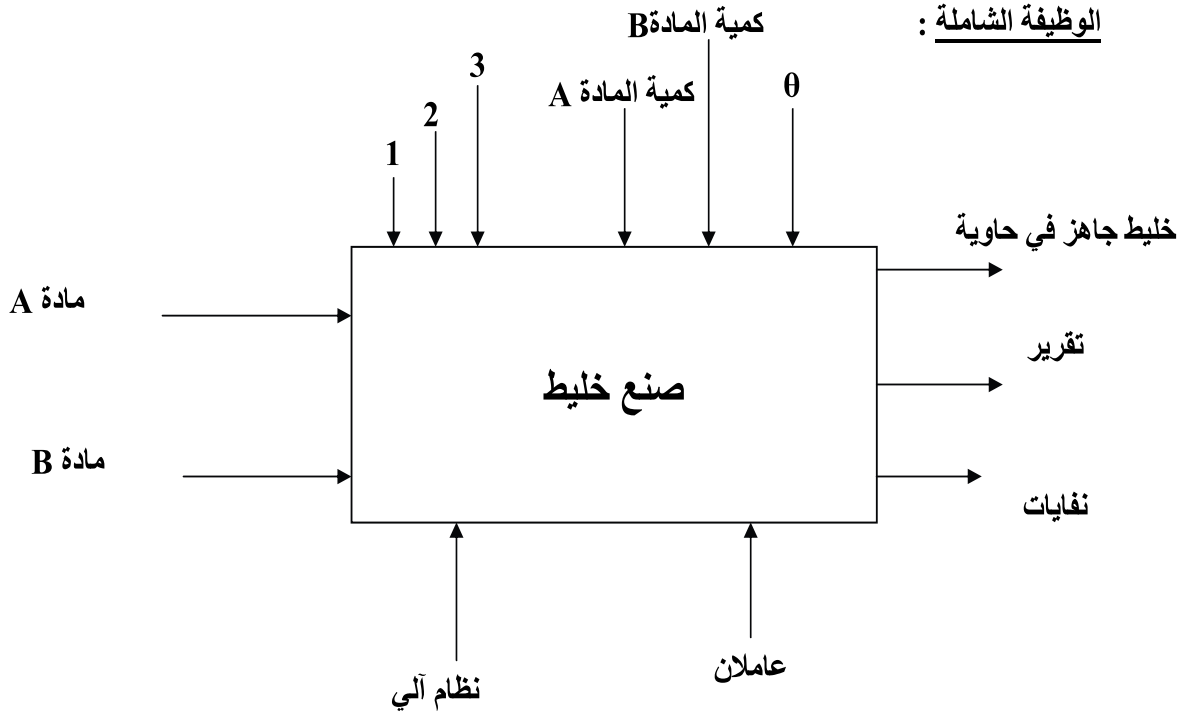 الوظيفة الشاملة :
كمية المادةB
3
كمية المادة A
θ
2
1
خليط جاهز في حاوية
مادة A
تقرير
صنع خليط
مادة B
نفايات
عاملان
نظام آلي